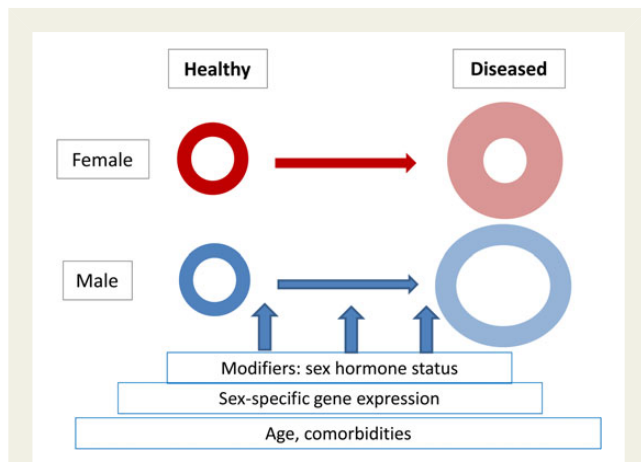 Healthy
Diseased
Female
Male
Modifiers: sex hormone status
Sex-specific gene expression
Age, comorbidities